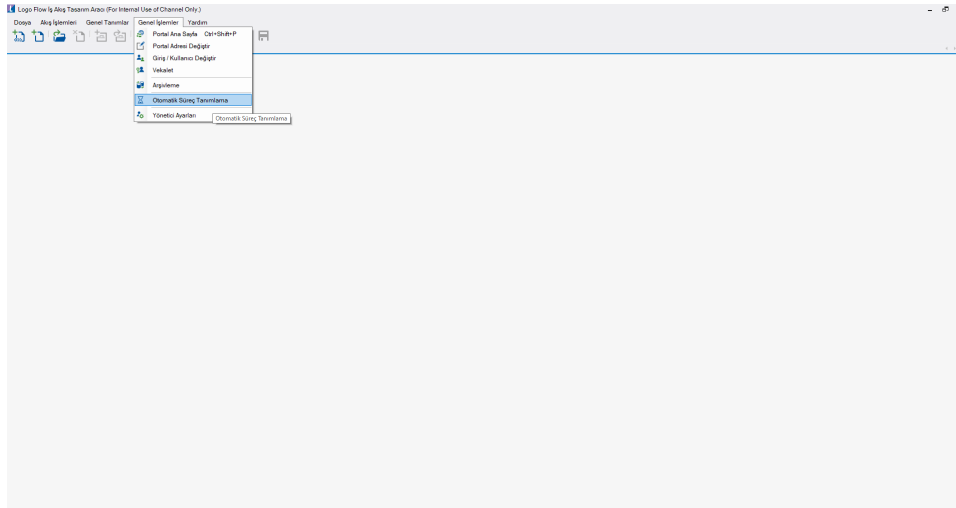 Logo Flow İş Akış Tasarım Aracı (For Internal Use of Channel Only.)
Dosya Akış İşlemleri Genel Tanımlar Genel İşlemler Yardım
Portal Ana Sayfa Ctrl+Shift+P
Portal Adresi Değiştir
Giriş / Kullanıcı Değiştir
Vekalet
Arşivleme
Otomatik Süreç Tanımlama
Yönetici Ayarları
Otomatik Süreç Tanımlama